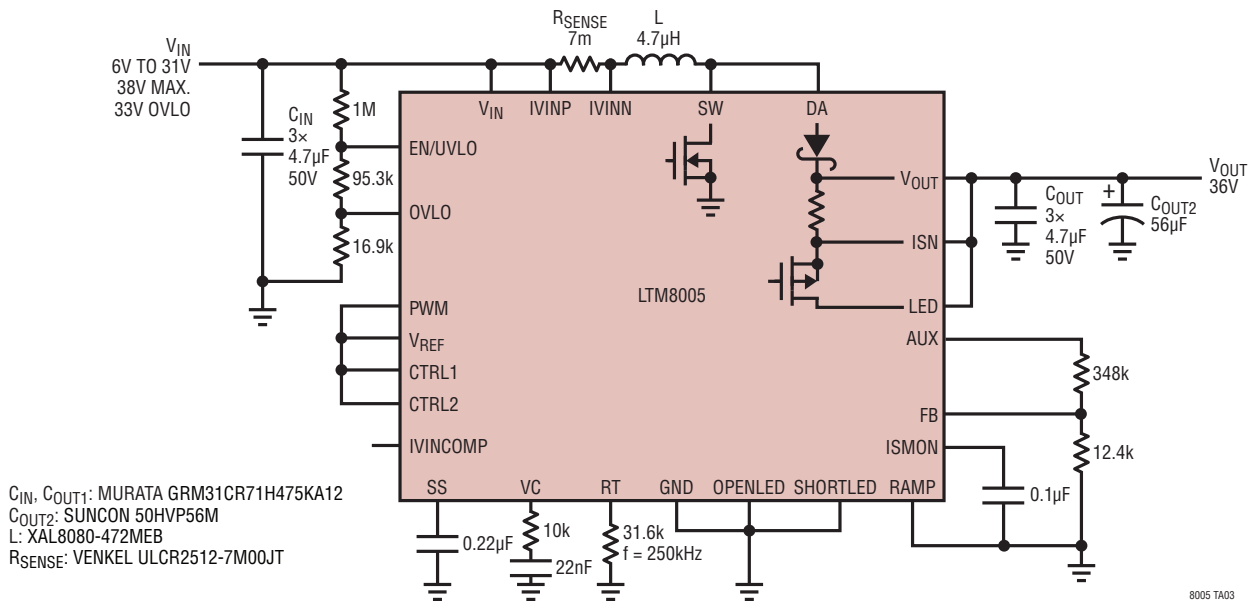 VIN
6V TO 31V
38V MAX.
33V OVLO
CIN
3×
4.7µF
50V
1M
95.3k
16.9k
RSENSE
7m
L
4.7µH
VIN
IVINP
IVINN
SW
DA
EN/UVLO
OVLO
PWM
VREF
CTRL1
CTRL2
IVINCOMP
LTM8005
VOUT
ISN
LED
AUX
FB
ISMON
SS
VC
RT
GND
OPENLED
SHORTLED
RAMP
COUT
3×
4.7µF
50V
+
COUT2
56µF
VOUT
36V
348k
12.4k
0.1µF
0.22µF
10k
22nF
31.6k
f = 250kHz
CIN, COUT1: MURATA GRM31CR71H475KA12
COUT2: SUNCON 50HVP56M
L: XAL8080-472MEB
RSENSE: VENKEL ULCR2512-7M00JT
8005 TA03